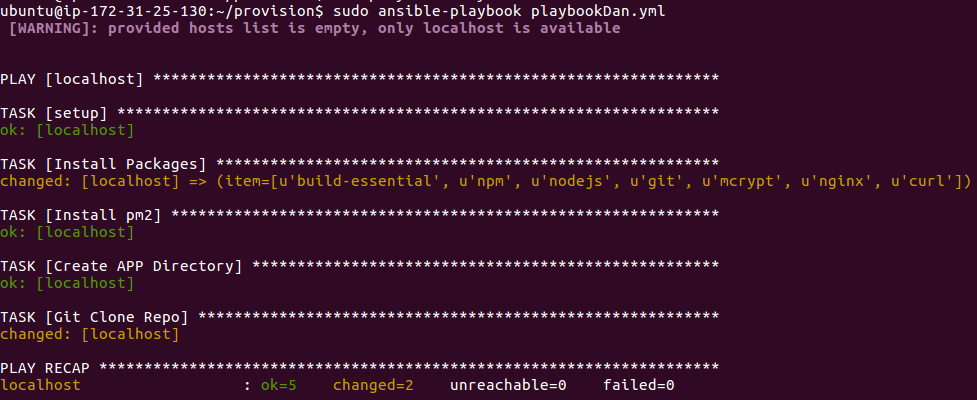 ubuntu@ip-172-31-25-130:~/provision$ sudo ansible-playbook playbookDan.yml
 [WARNING]: provided hosts list is empty, only localhost is available
PLAY [localhost] ***************************************************************
TASK [setup] *******************************************************************
ok: [localhost]
TASK [Install Packages] ********************************************************
changed: [localhost] => (item=[u'build-essential', u'npm', u'nodejs', u'git', u'mcrypt', u'nginx', u'curl'])
TASK [Install pm2] *************************************************************
ok: [localhost]
TASK [Create APP Directory] ****************************************************
ok: [localhost]
TASK [Git Clone Repo] **********************************************************
changed: [localhost]
PLAY RECAP *********************************************************************
localhost                  : ok=5    changed=2    unreachable=0    failed=0